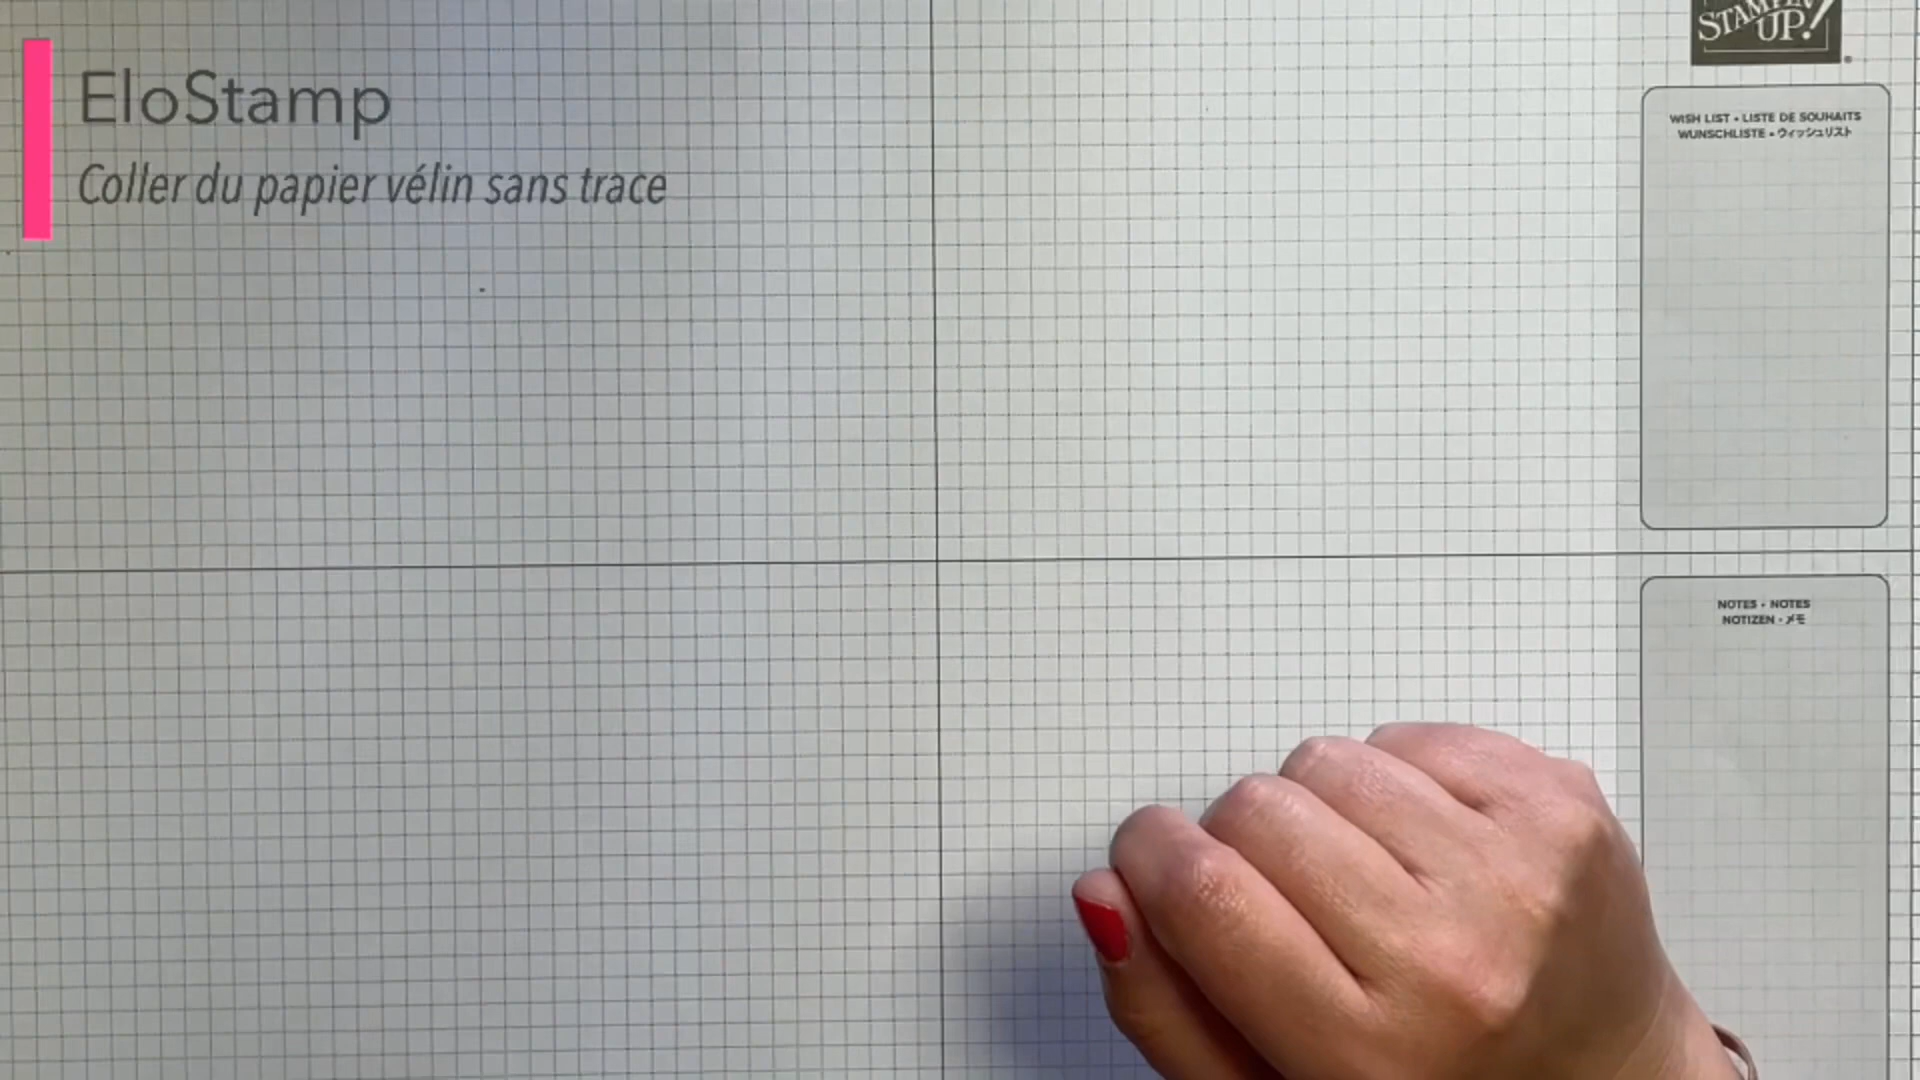 EloStamp
Coller du papier vélin sans trace
STAMPIN'
UP!®
WISH LIST • LISTE DE SOUHAITS
WUNSCHLISTE • ウィッシュリスト
NOTES • NOTES
NOTIZEN • メモ